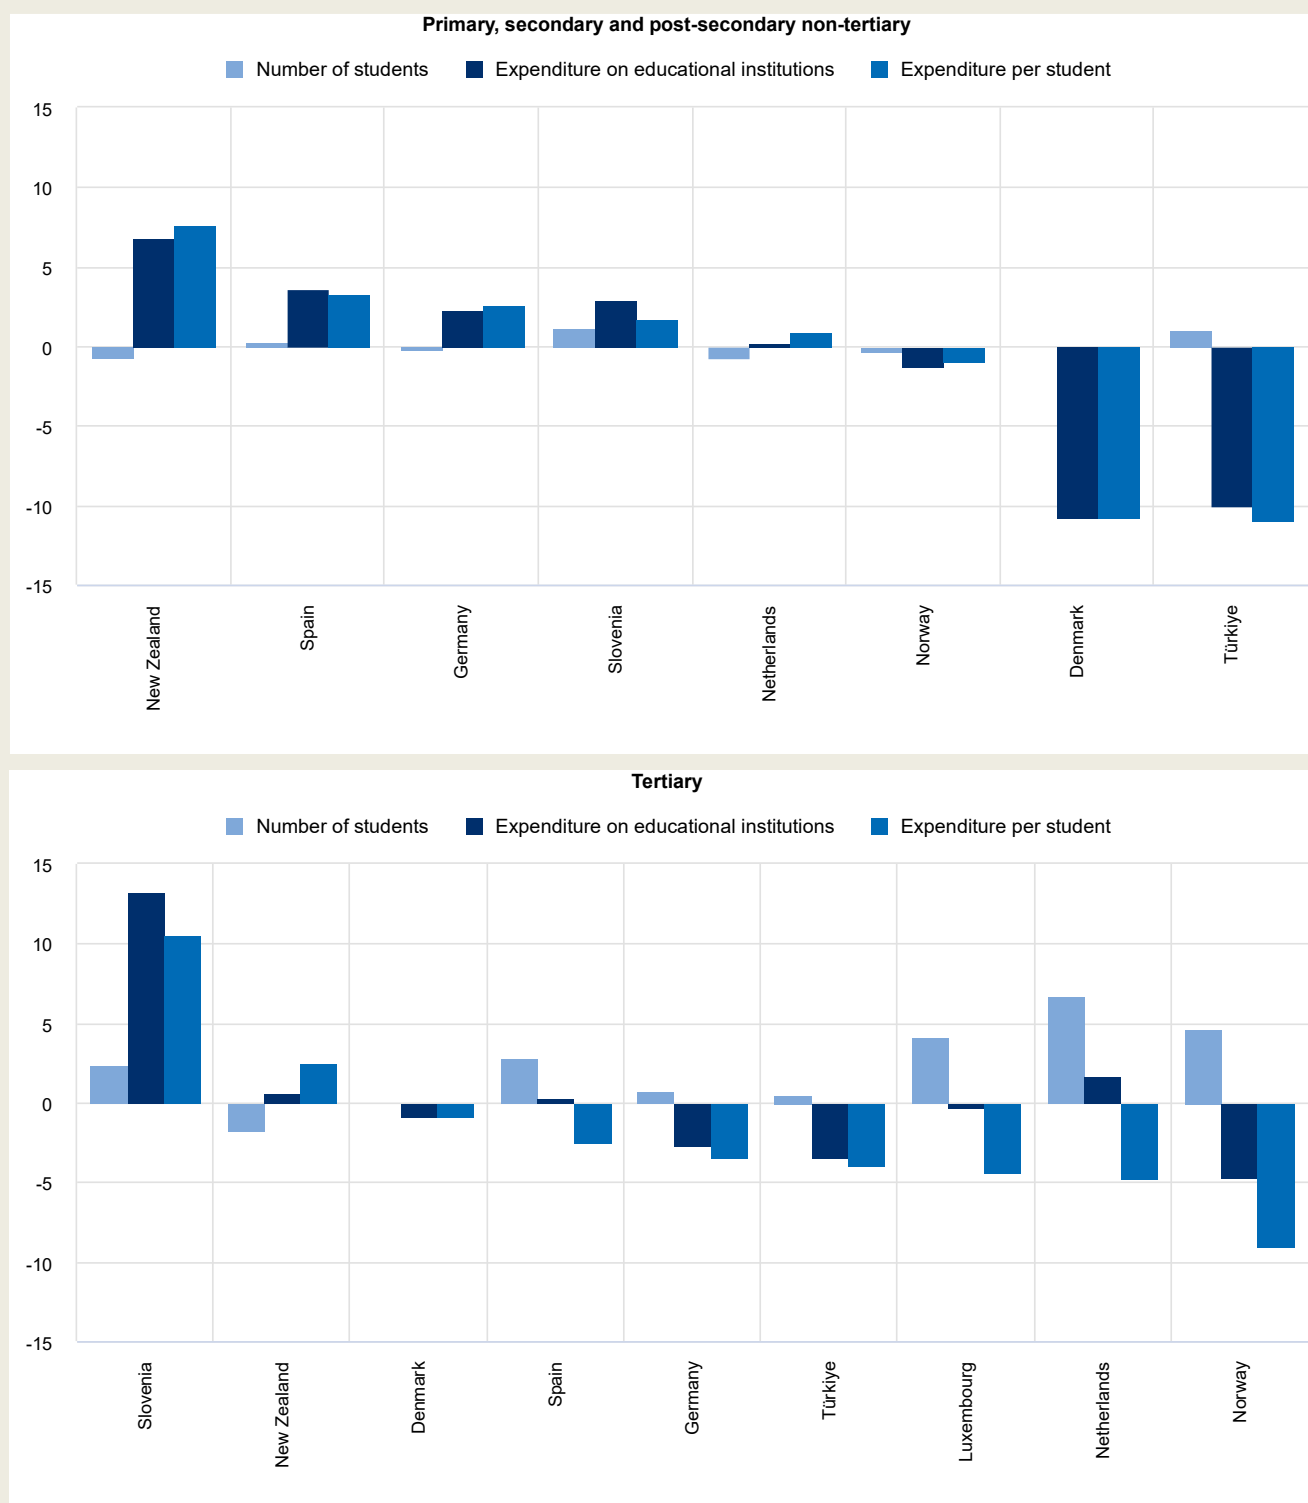 Primary, secondary and post-secondary non-tertiary
Number of students Expenditure on educational institutions Expenditure per student
15
10
5
0
-5
-10
-15
New Zealand Spain Germany Slovenia Netherlands Norway Denmark Türkiye
Tertiary
Number of students Expenditure on educational institutions Expenditure per student
15
10
5
0
-5
-10
-15
Slovenia New Zealand Denmark Spain Germany Türkiye Luxembourg Netherlands Norway